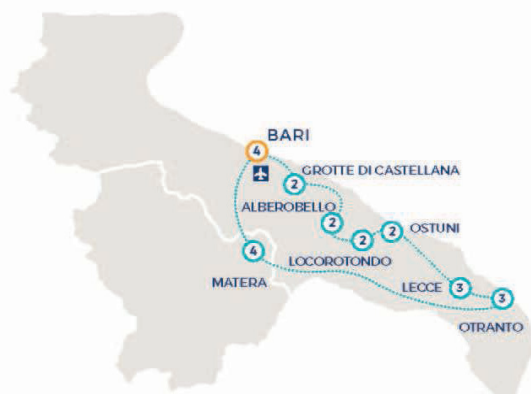 BARI
4
GROTTE DI CASTELLANA
2
ALBEROBELLO
2
2
2
OSTUNI
LOCOROTONDO
4
MATERA
LECCE
3
3
OTRANTO